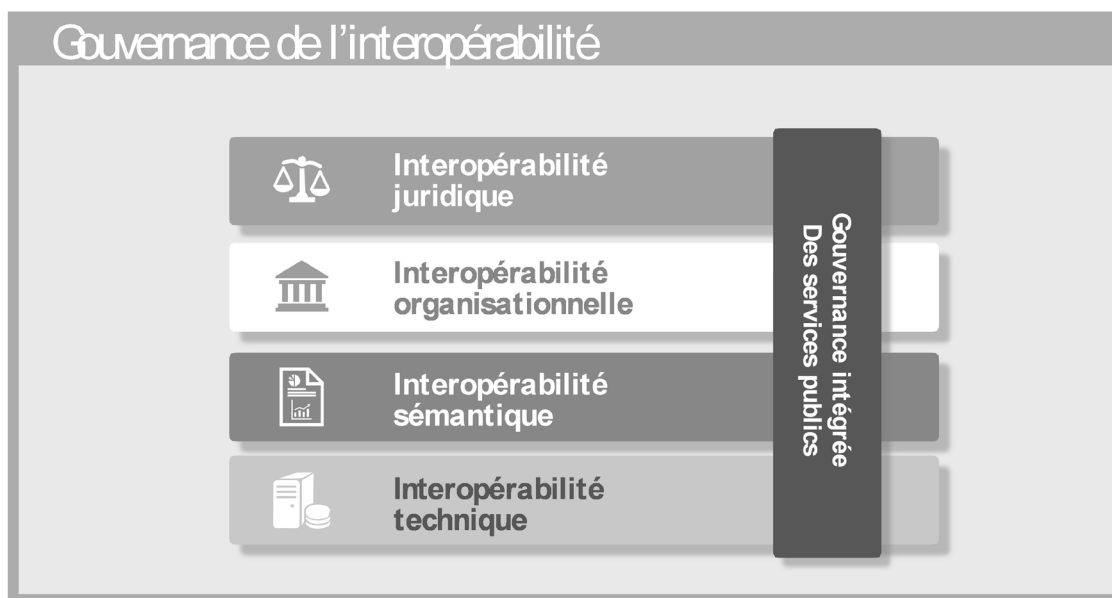 Gouvernance de l'interopérabilité
Interopérabilité
juridique
Interopérabilité
organisationnelle
Interopérabilité
sémantique
Interopérabilité
technique
Gouvernance intégrée
Des services publics